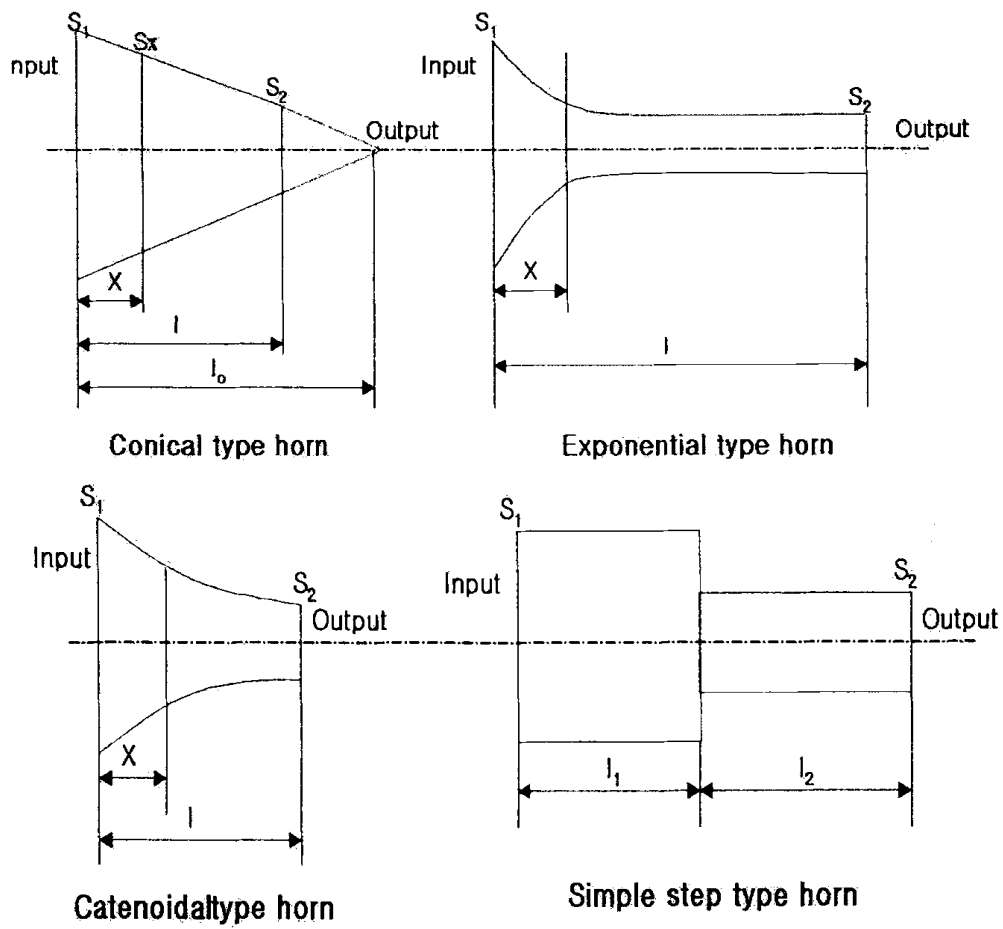 S₁
Sx
nput
S₂
Output
X
l
l₀
Conical type horn
S₁
Input
S₂
Output
X
l
Exponential type horn
S₁
Input
S₂
Output
X
l
Catenoidaltype horn
S₁
Input
S₂
Output
l₁
l₂
Simple step type horn